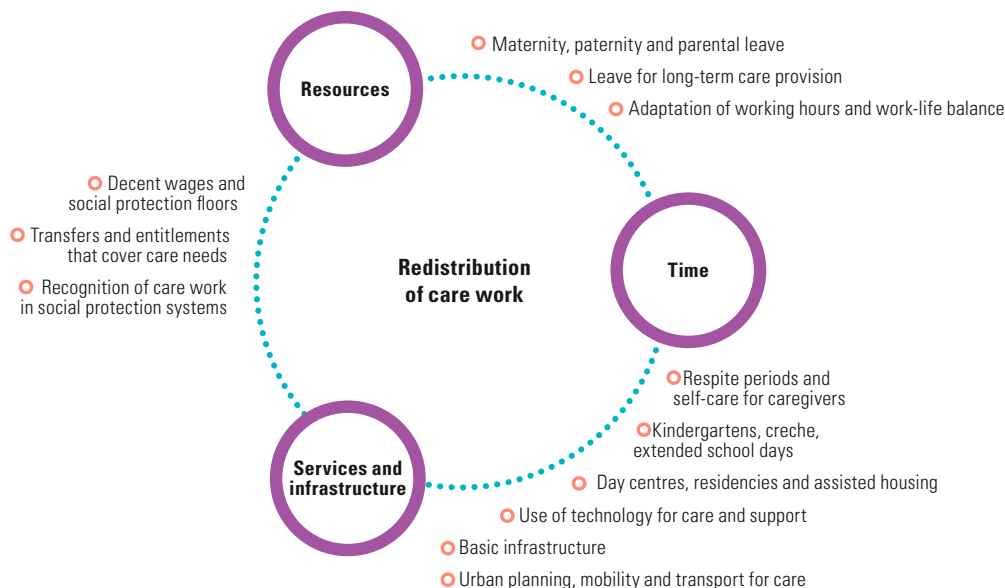 Resources
Maternity, paternity and parental leave
Leave for long-term care provision
Adaptation of working hours and work-life balance
Decent wages and
social protection floors
Transfers and entitlements
that cover care needs
Recognition of care work
in social protection systems
Redistribution
of care work
Time
Respite periods and
self-care for caregivers
Kindergartens, creche,
extended school days
Day centres, residencies and assisted housing
Services and
infrastructure
Use of technology for care and support
Basic infrastructure
Urban planning, mobility and transport for care